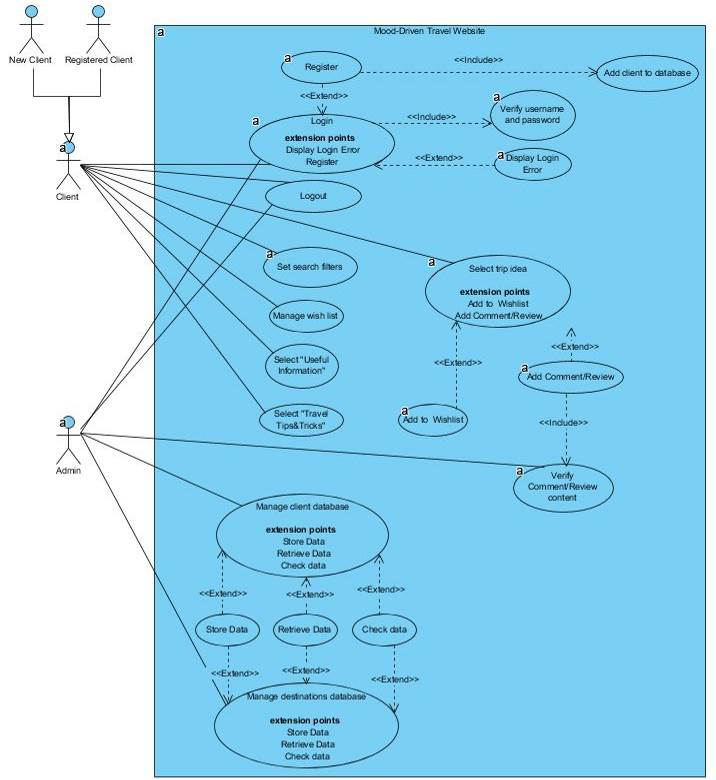 New Client
Registered Client
a
Mood-Driven Travel Website
a
Register
<<Include>>
Add client to database
<<Extend>>
a
Login
extension points
Display Login Error
Register
<<Include>>
a
Verify username
and password
<<Extend>>
a
Display Login
Error
a
Client
Logout
a
Set search filters
a
Select trip idea
extension points
Add to Wishlist
Add Comment/Review
Manage wish list
Select "Useful
Information"
Select "Travel
Tips&Tricks"
<<Extend>>
<<Extend>>
a
Add Comment/Review
a
Add to Wishlist
<<Include>>
a
Admin
a
Verify
Comment/Review
content
Manage client database
extension points
Store Data
Retrieve Data
Check data
<<Extend>>
<<Extend>>
<<Extend>>
Store Data
Retrieve Data
Check data
<<Extend>>
<<Extend>>
<<Extend>>
Manage destinations database
extension points
Store Data
Retrieve Data
Check data